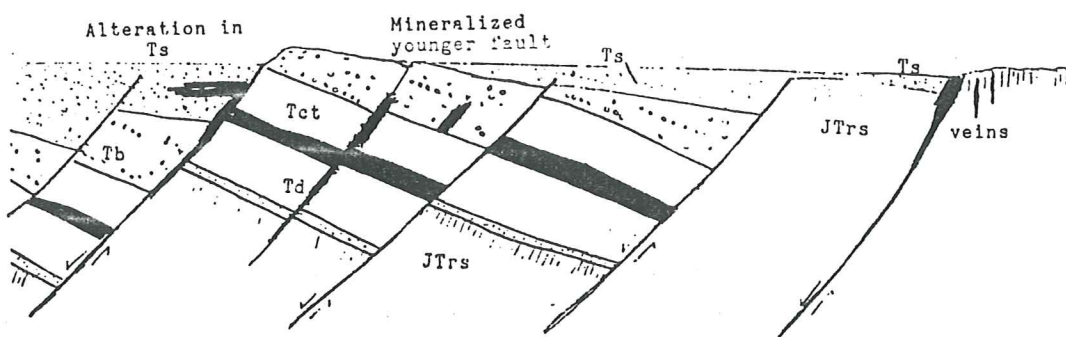 Alteration in
Ts
Mineralized
younger fault
Ts
Ts
Tct
JTrs
veins
Tb
Td
JTrs